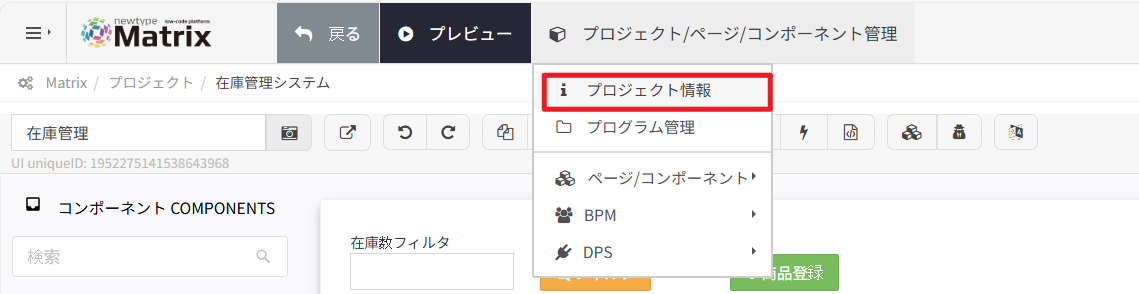 newtype low-code platform
Matrix
戻る
プレビュー
プロジェクト/ページ/コンポーネント管理
Matrix / プロジェクト / 在庫管理システム
プロジェクト情報
在庫管理
プログラム管理
UI uniqueID: 1952275141538643968
ページ/コンポーネント
コンポーネント COMPONENTS
BPM
在庫数フィルタ
検索
DPS
商品登録